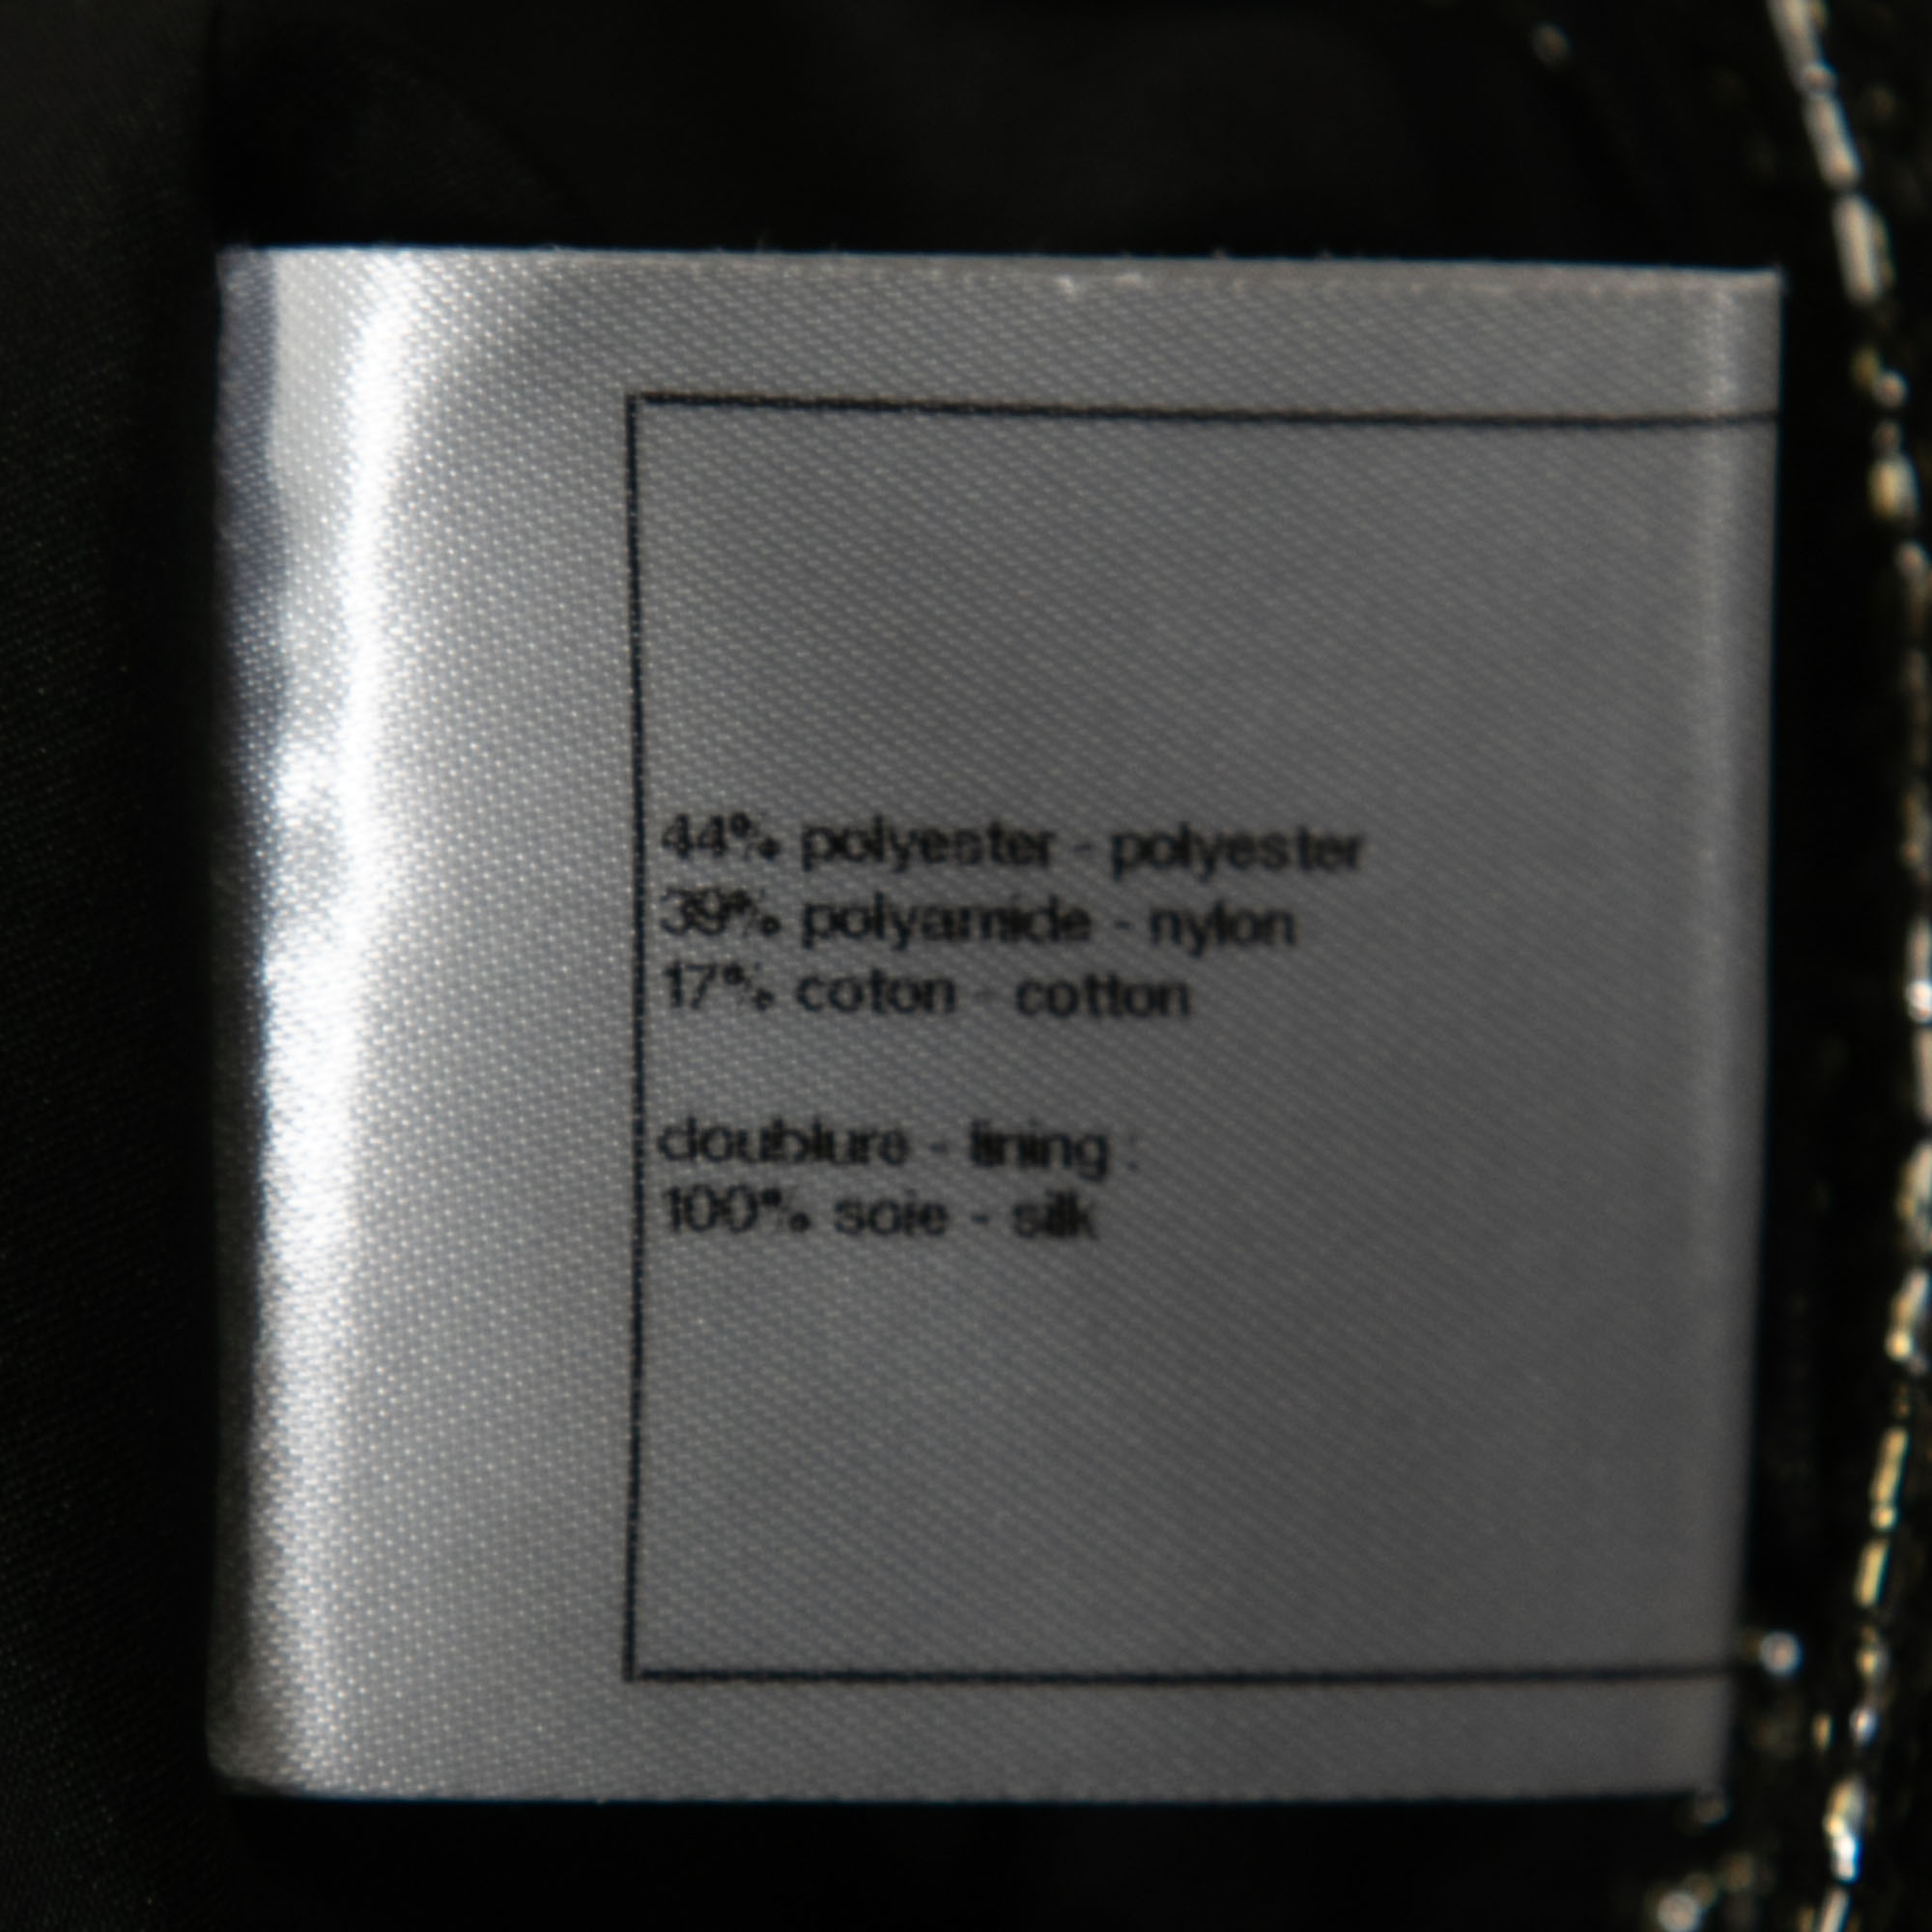 44% polyester - polyester
39% polyamide - nylon
17% coton - cotton
doublure - lining :
100% soie - silk